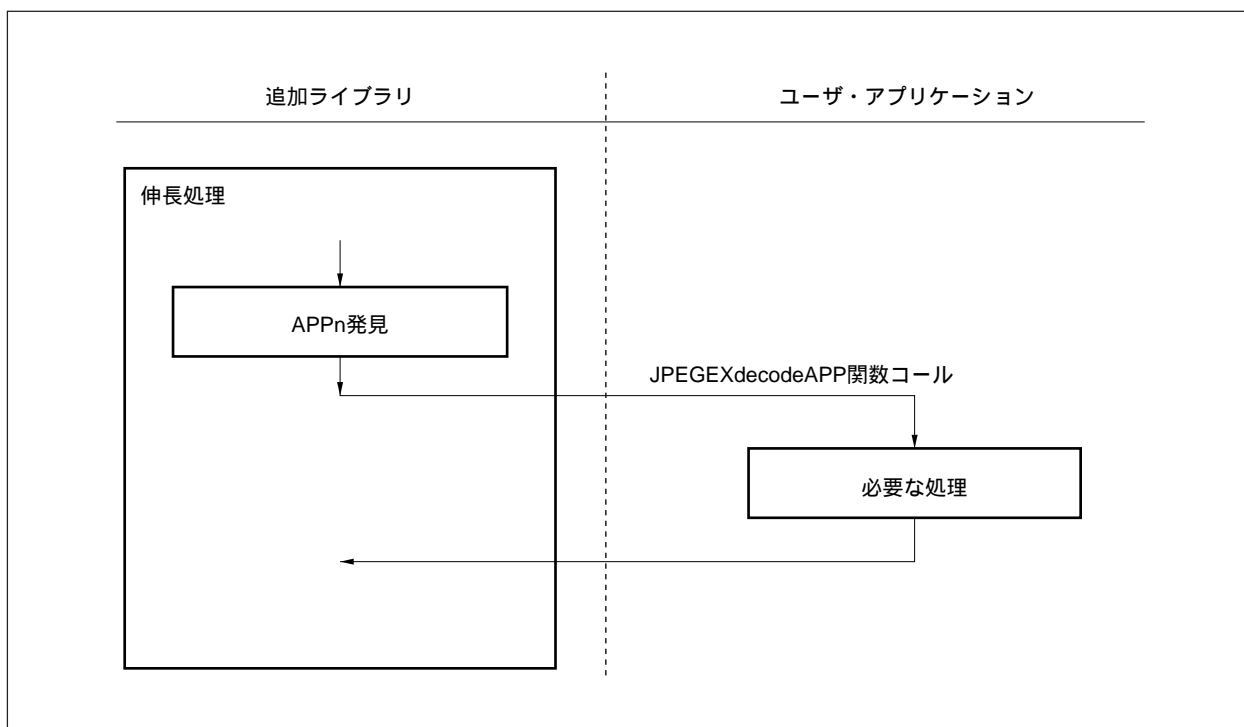 追加ライブラリ
ユーザ・アプリケーション
伸長処理
APPn発見
JPEGEXdecodeAPP関数コール
必要な処理